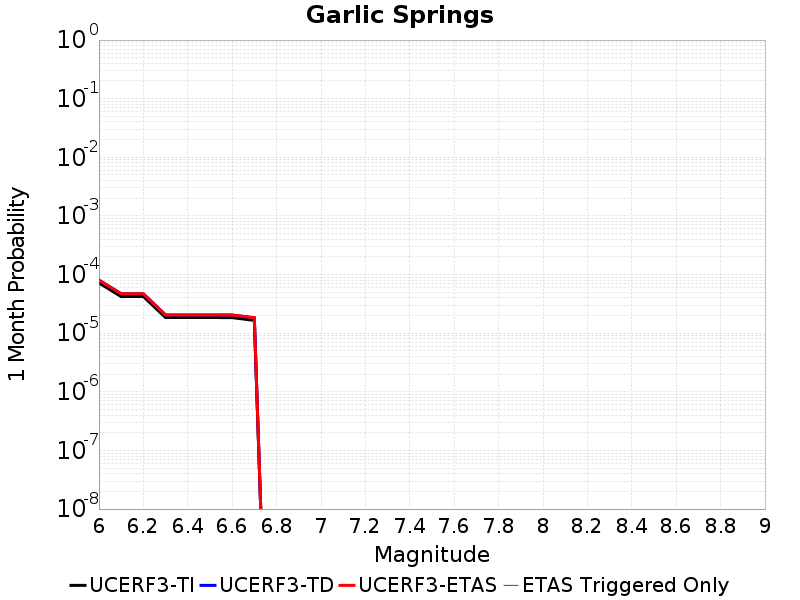 Garlic Springs
1 Month Probability
10^0
10^-1
10^-2
10^-3
10^-4
10^-5
10^-6
10^-7
10^-8
6 6.2 6.4 6.6 6.8 7 7.2 7.4 7.6 7.8 8 8.2 8.4 8.6 8.8 9
Magnitude
UCERF3-TI UCERF3-TD UCERF3-ETAS ETAS Triggered Only